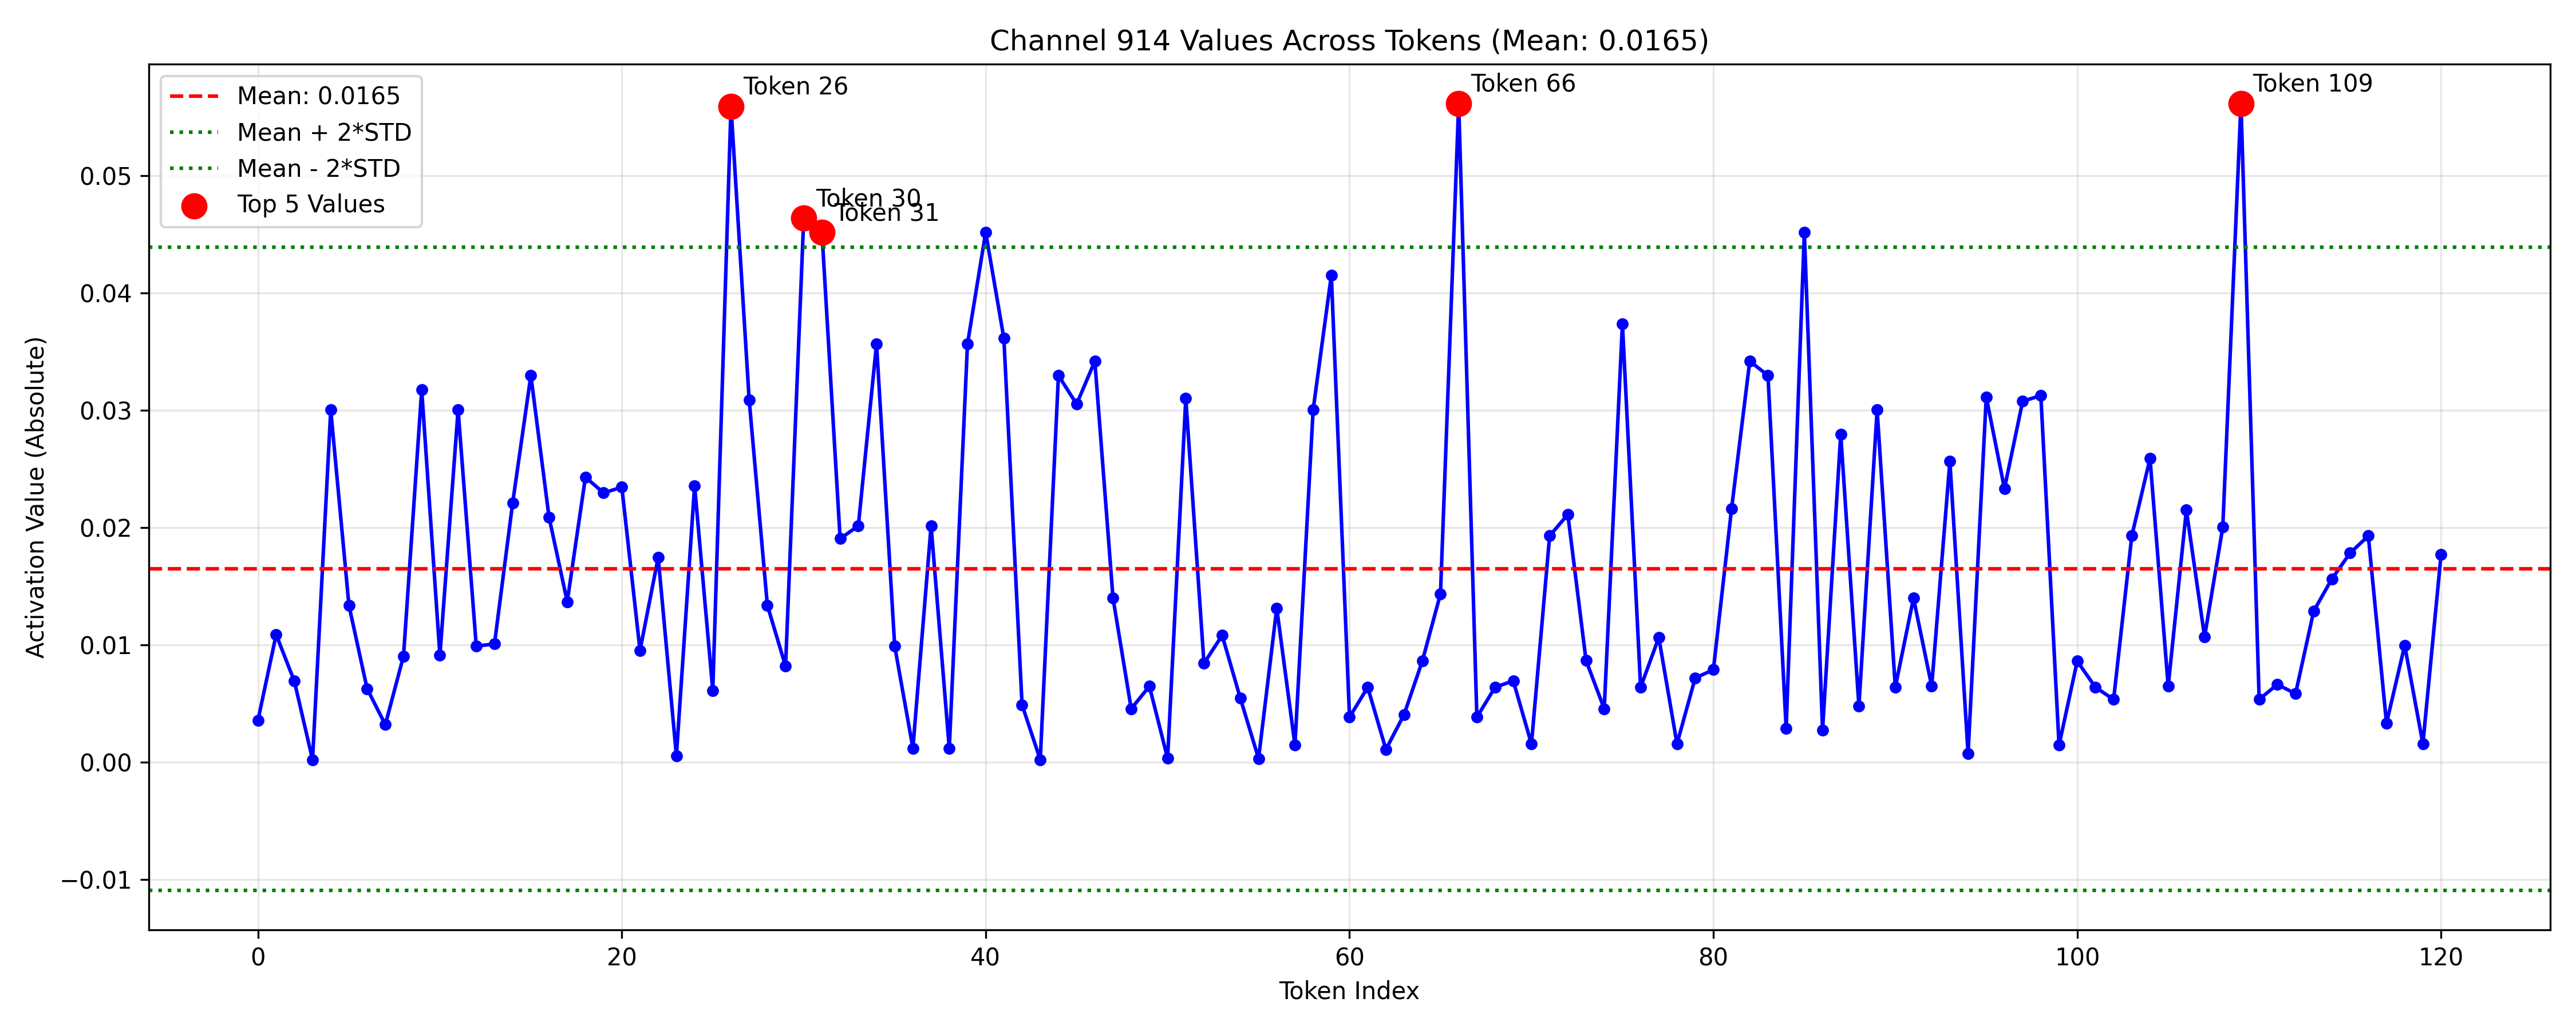 Channel 914 Values Across Tokens (Mean: 0.0165)
Mean: 0.0165
Mean + 2*STD
Mean - 2*STD
Top 5 Values
Token 26
Token 66
Token 109
Token 30
Token 31
Activation Value (Absolute)
0.05
0.04
0.03
0.02
0.01
0.00
−0.01
0
20
40
60
80
100
120
Token Index